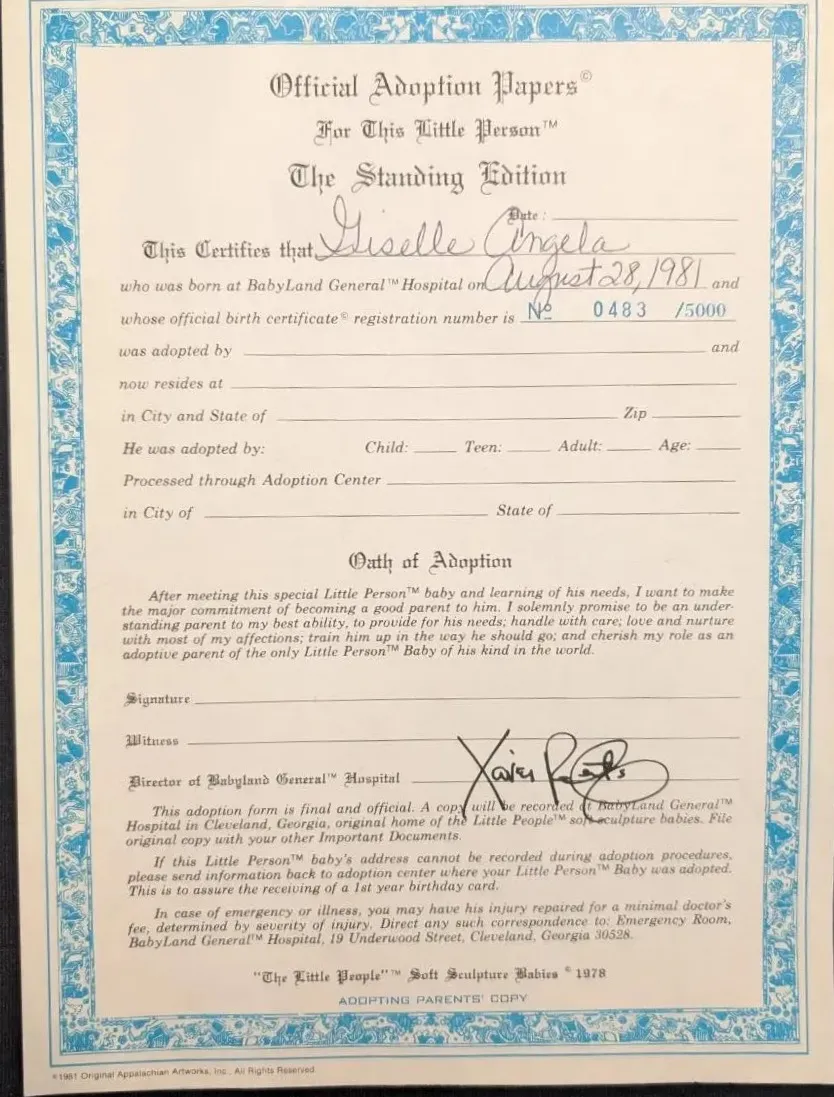 Official Adoption Papers©
For This Little Person™
The Standing Edition
Date :
This Certifies that Giselle Angela
who was born at BabyLand General™ Hospital on August 28, 1981 and
whose official birth certificate© registration number is Nº 0483 /5000
was adopted by and
now resides at
in City and State of Zip
He was adopted by: Child: Teen: Adult: Age:
Processed through Adoption Center
in City of State of
Oath of Adoption
After meeting this special Little Person™ baby and learning of his needs, I want to make
the major commitment of becoming a good parent to him. I solemnly promise to be an under-
standing parent to my best ability, to provide for his needs; handle with care; love and nurture
with most of my affections; train him up in the way he should go; and cherish my role as an
adoptive parent of the only Little Person™ Baby of his kind in the world.
Signature
Witness
Director of Babyland General™ Hospital Xavier Roberts
This adoption form is final and official. A copy will be recorded at BabyLand General™
Hospital in Cleveland, Georgia, original home of the Little People™ soft sculpture babies. File
original copy with your other Important Documents.
If this Little Person™ baby's address cannot be recorded during adoption procedures,
please send information back to adoption center where your Little Person™ Baby was adopted.
This is to assure the receiving of a 1st year birthday card.
In case of emergency or illness, you may have his injury repaired for a minimal doctor's
fee, determined by severity of injury. Direct any such correspondence to: Emergency Room,
BabyLand General™ Hospital, 19 Underwood Street, Cleveland, Georgia 30528.
"The Little People"™ Soft Sculpture Babies © 1978
ADOPTING PARENTS' COPY
©1981 Original Appalachian Artworks, Inc. All Rights Reserved